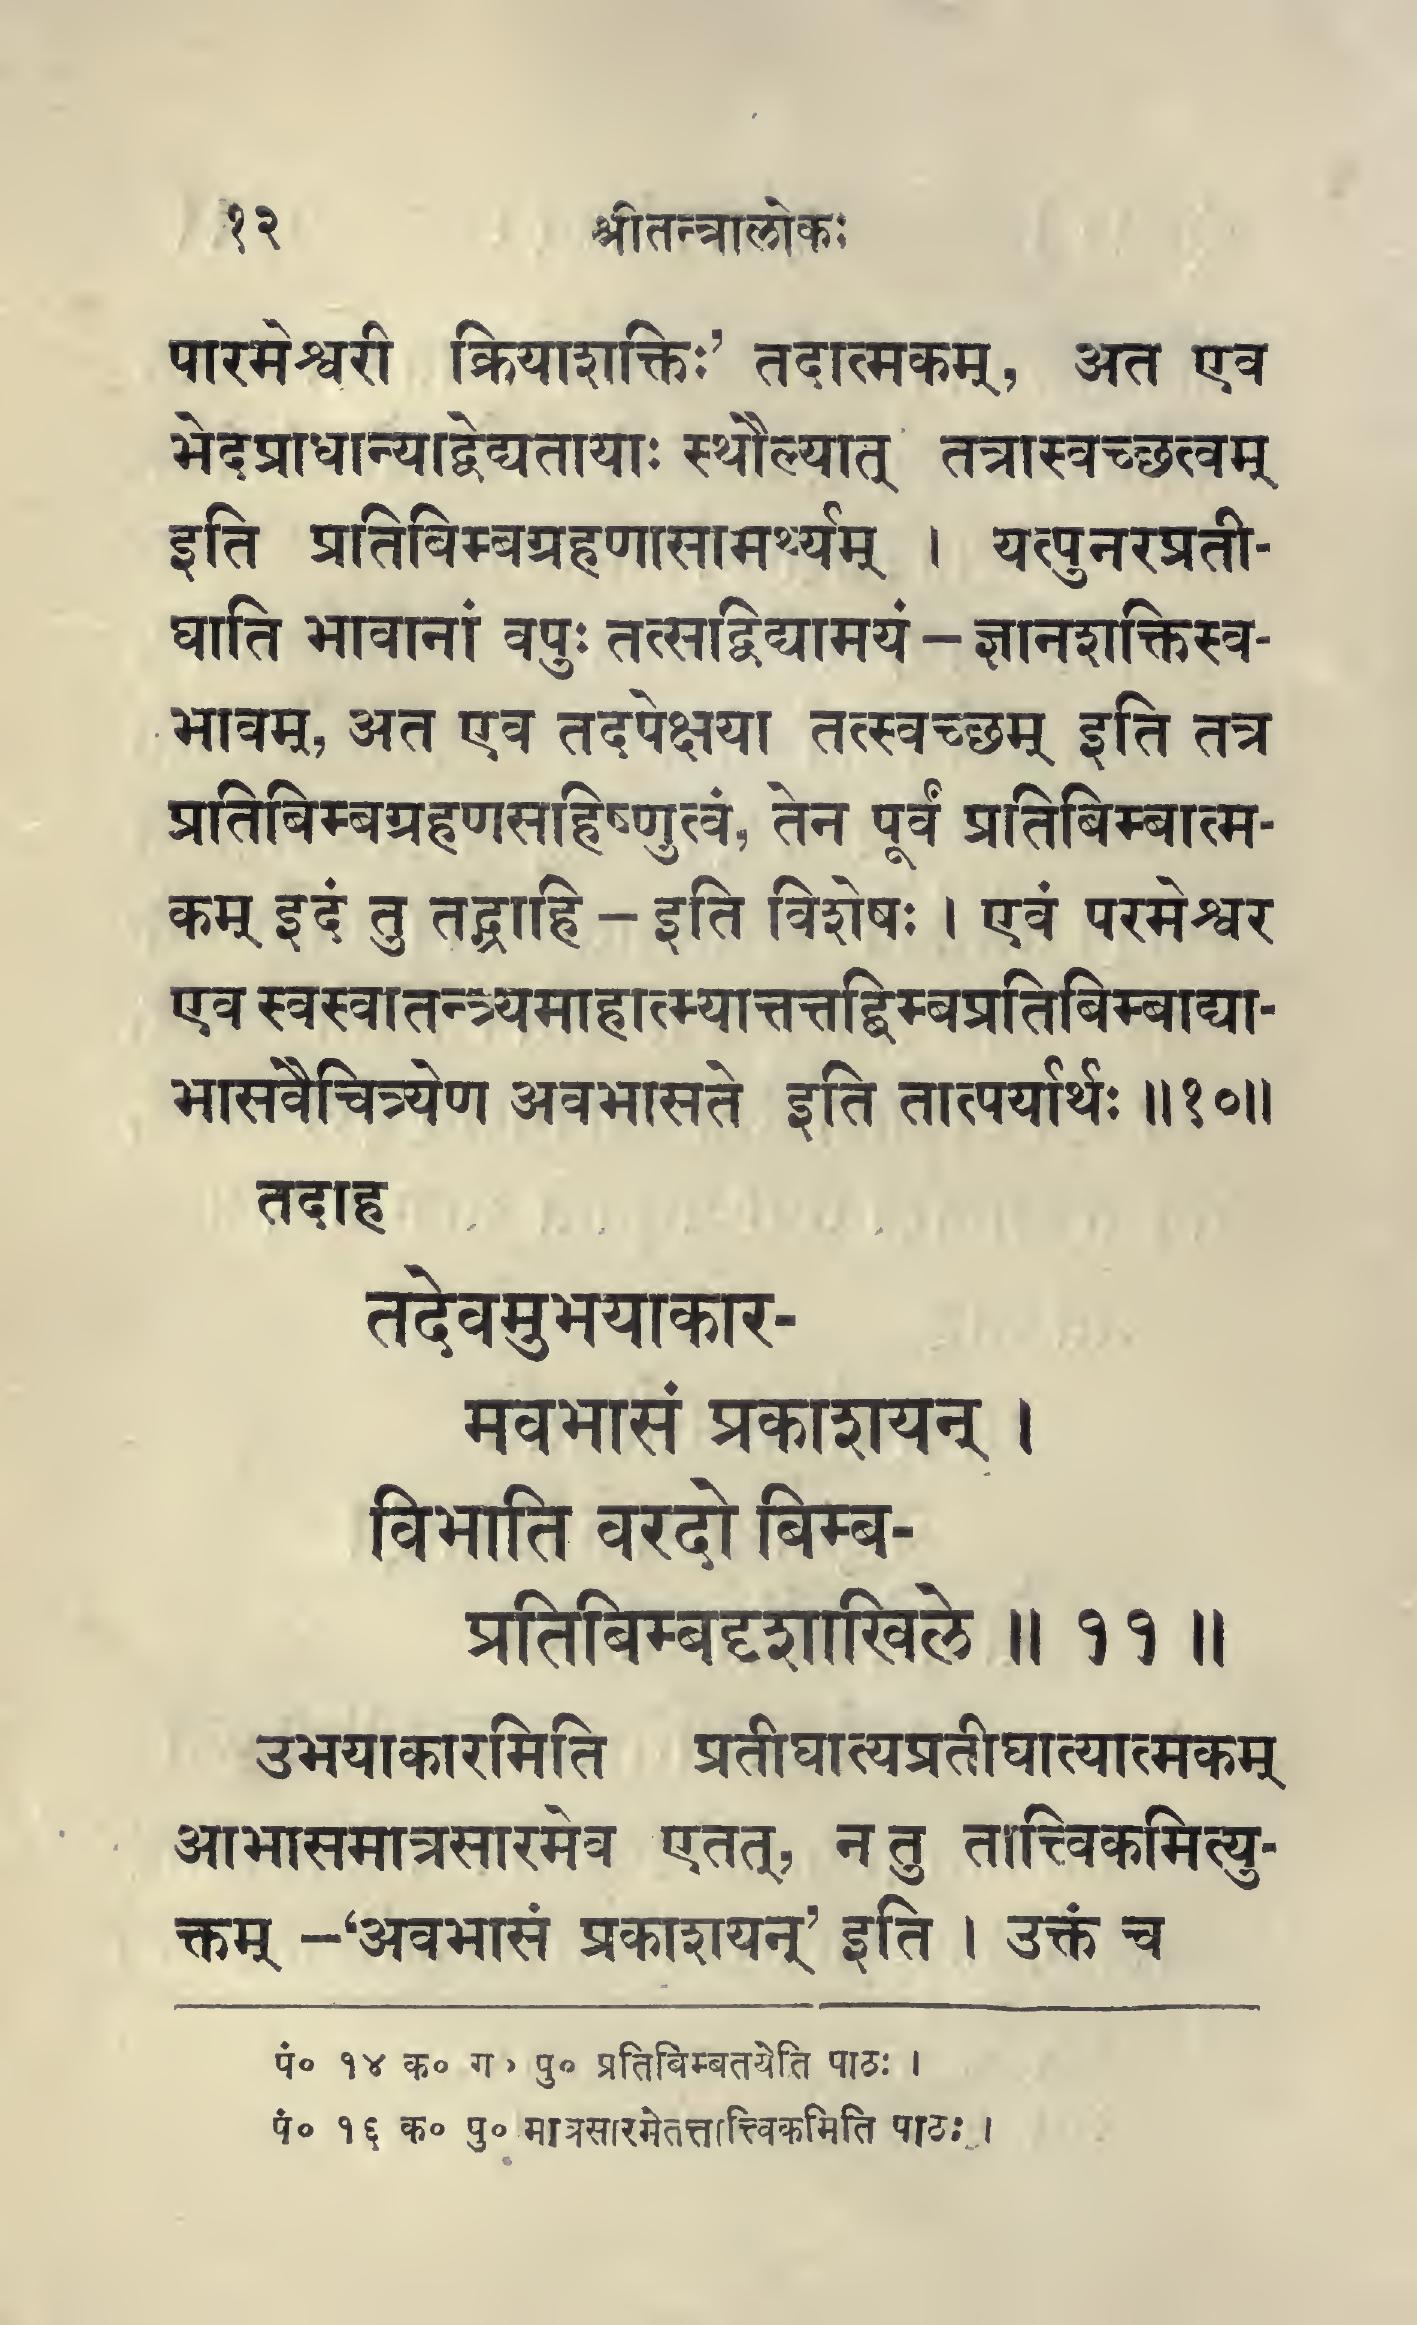 १२ श्रीतन्त्रालोकः
पारमेश्वरी क्रियाशक्तिः’ तदात्मकम्, अत एव
भेदप्राधान्याद्वेद्यतायाः स्थौल्यात् तत्रास्वच्छत्वम्
इति प्रतिबिम्बग्रहणासामर्थ्यम् । यत्पुनरप्रती-
घाति भावानां वपुः तत्सद्विद्यामयं – ज्ञानशक्तिस्व-
भावम्, अत एव तदपेक्षया तत्स्वच्छम् इति तत्र
प्रतिबिम्बग्रहणसहिष्णुत्वं, तेन पूर्वं प्रतिबिम्बात्म-
कम् इदं तु तद्ग्राहि – इति विशेषः । एवं परमेश्वर
एव स्वस्वातन्त्र्यमाहात्म्यात्तत्तद्बिम्बप्रतिबिम्बाद्या-
भासवैचित्र्येण अवभासते इति तात्पर्यार्थः ॥१०॥
तदाह
तदेवमुभयाकार-
मवभासं प्रकाशयन् ।
विभाति वरदो बिम्ब-
प्रतिबिम्बदृशाखिले ॥ ११ ॥
उभयाकारमिति प्रतीघात्यप्रतीघात्यात्मकम्
आभासमात्रसारमेव एतत्, न तु तात्त्विकमित्यु-
क्तम् –‘अवभासं प्रकाशयन्’ इति । उक्तं च
पं० १४ क० ग० पु० प्रतिबिम्बतयेति पाठः ।
पं० १६ क० पु० मात्रसारमेतत्तात्त्विकमिति पाठः ।